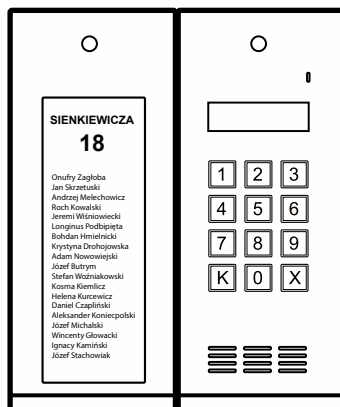 SIENKIEWICZA
18
Onufry Zagłoba
Jan Skrzetuski
Andrzej Melechowicz
Roch Kowalski
Jeremi Wiśniowiecki
Longinus Podbipięta
Bohdan Hmielnicki
Krystyna Drohojowska
Adam Nowowiejski
Józef Butrym
Stefan Woźniakowski
Kosma Kiemlicz
Helena Kurcewicz
Daniel Czapliński
Aleksander Koniecpolski
Józef Michalski
Wincenty Głowacki
Ignacy Kamiński
Józef Stachowiak
1 2 3
4 5 6
7 8 9
K 0 X